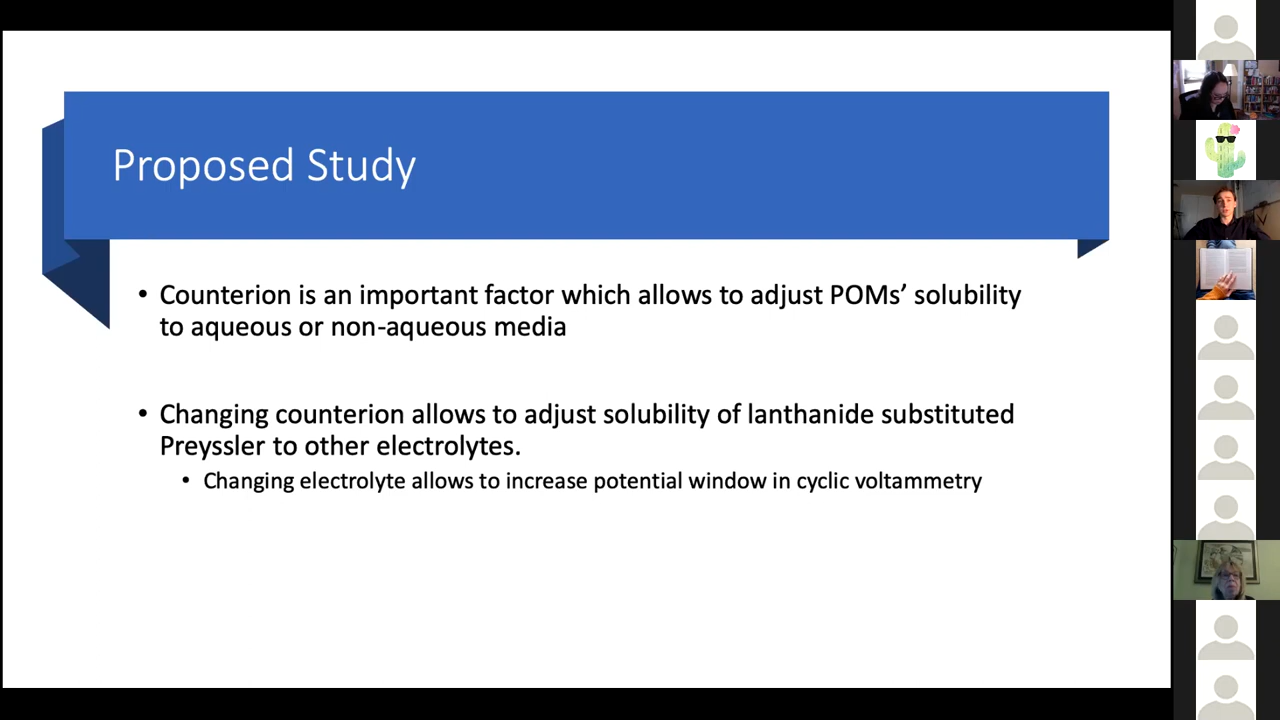 Proposed Study
• Counterion is an important factor which allows to adjust POMs’ solubility
to aqueous or non-aqueous media
• Changing counterion allows to adjust solubility of lanthanide substituted
Preyssler to other electrolytes.
• Changing electrolyte allows to increase potential window in cyclic voltammetry